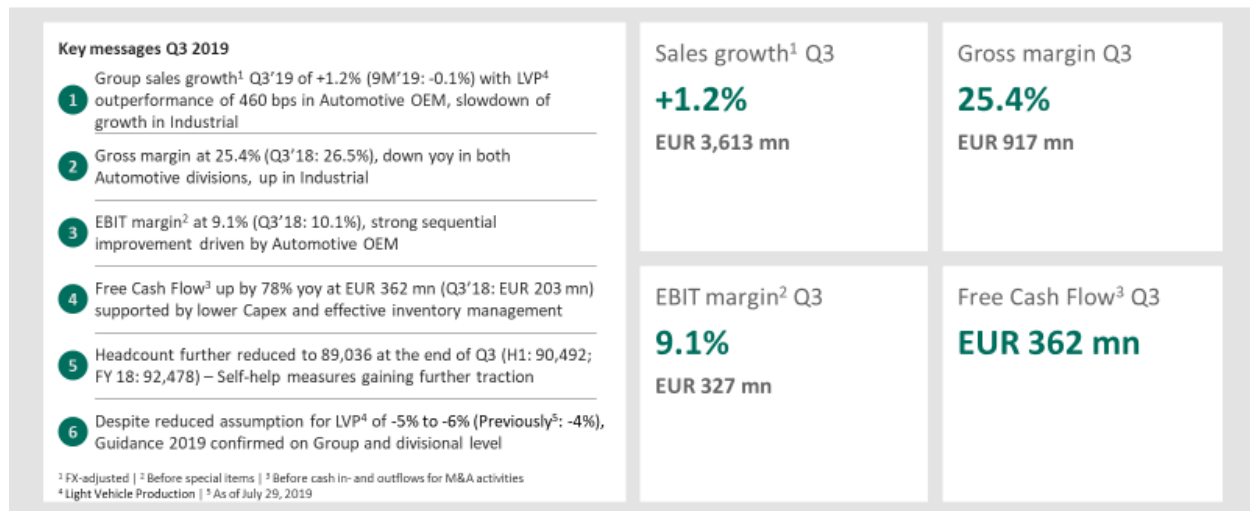 Key messages Q3 2019
1
Group sales growth¹ Q3’19 of +1.2% (9M’19: -0.1%) with LVP⁴
outperformance of 460 bps in Automotive OEM, slowdown of
growth in Industrial
2
Gross margin at 25.4% (Q3’18: 26.5%), down yoy in both
Automotive divisions, up in Industrial
3
EBIT margin² at 9.1% (Q3’18: 10.1%), strong sequential
improvement driven by Automotive OEM
4
Free Cash Flow³ up by 78% yoy at EUR 362 mn (Q3’18: EUR 203 mn)
supported by lower Capex and effective inventory management
5
Headcount further reduced to 89,036 at the end of Q3 (H1: 90,492;
FY 18: 92,478) – Self-help measures gaining further traction
6
Despite reduced assumption for LVP⁴ of -5% to -6% (Previously⁵: -4%),
Guidance 2019 confirmed on Group and divisional level
¹ FX-adjusted | ² Before special items | ³ Before cash in- and outflows for M&A activities
⁴ Light Vehicle Production | ⁵ As of July 29, 2019
Sales growth¹ Q3
+1.2%
EUR 3,613 mn
Gross margin Q3
25.4%
EUR 917 mn
EBIT margin² Q3
9.1%
EUR 327 mn
Free Cash Flow³ Q3
EUR 362 mn